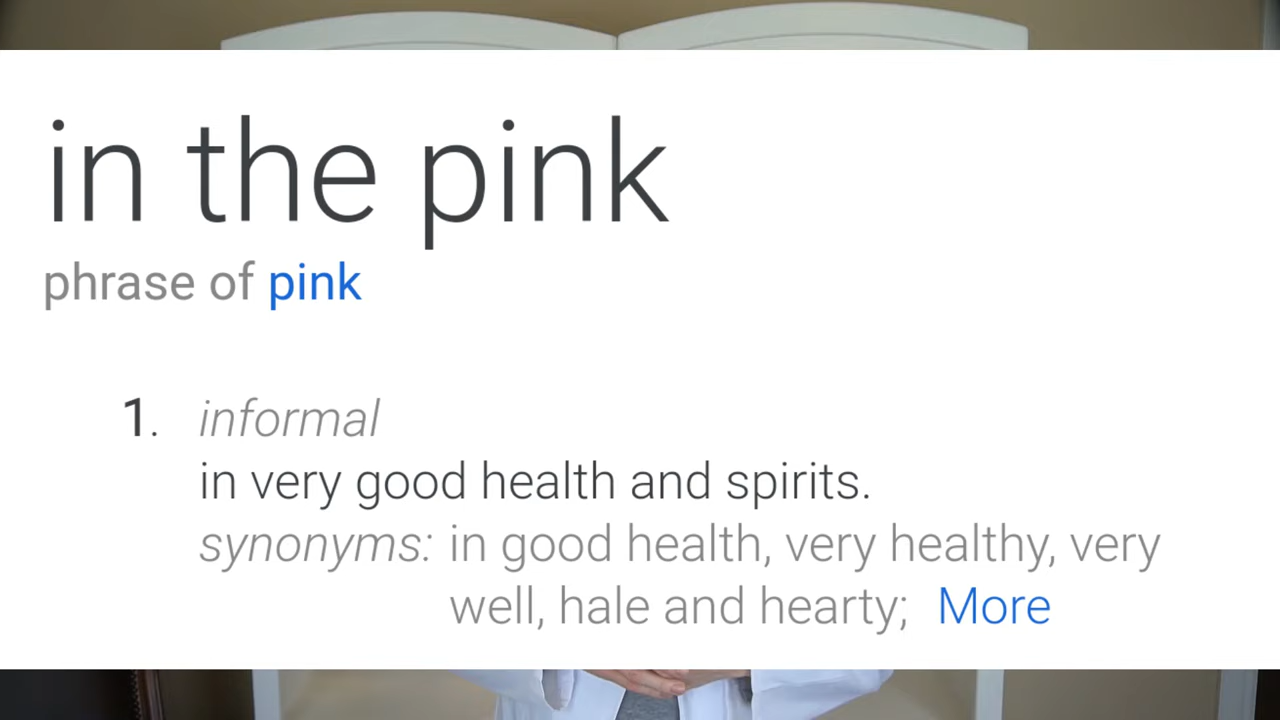 in the pink
phrase of pink
1. informal
in very good health and spirits.
synonyms: in good health, very healthy, very
well, hale and hearty; More